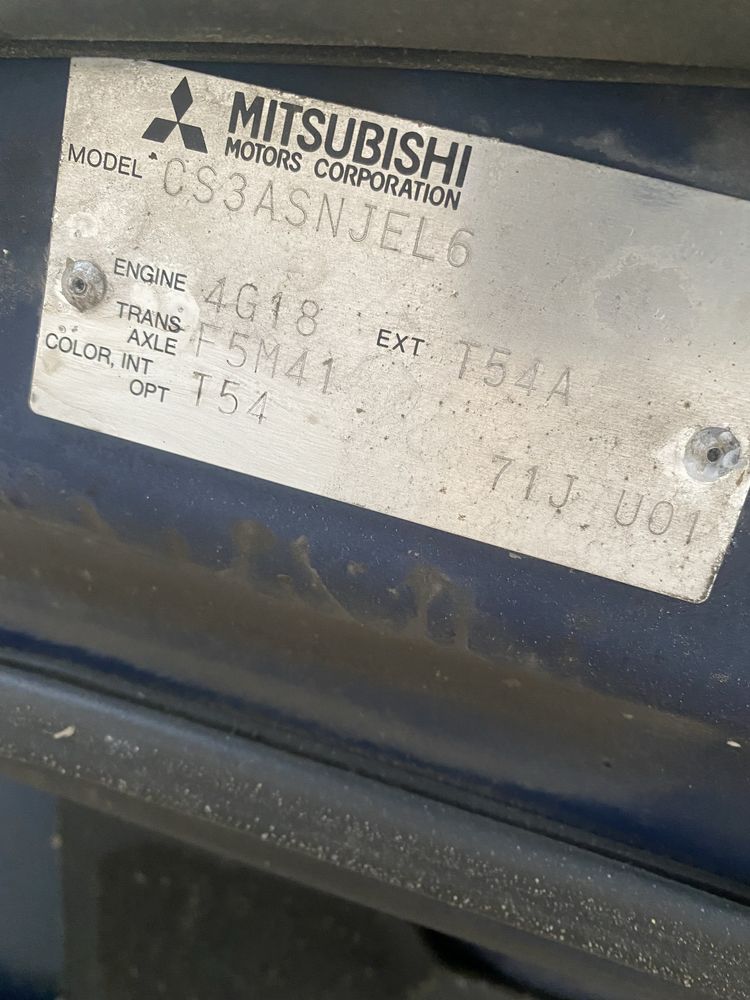 MITSUBISHI
MOTORS CORPORATION
MODEL CS3ASNJEL6
ENGINE 4G18 EXT T54A
TRANS AXLE F5M41
COLOR, INT T54
OPT 71J U01